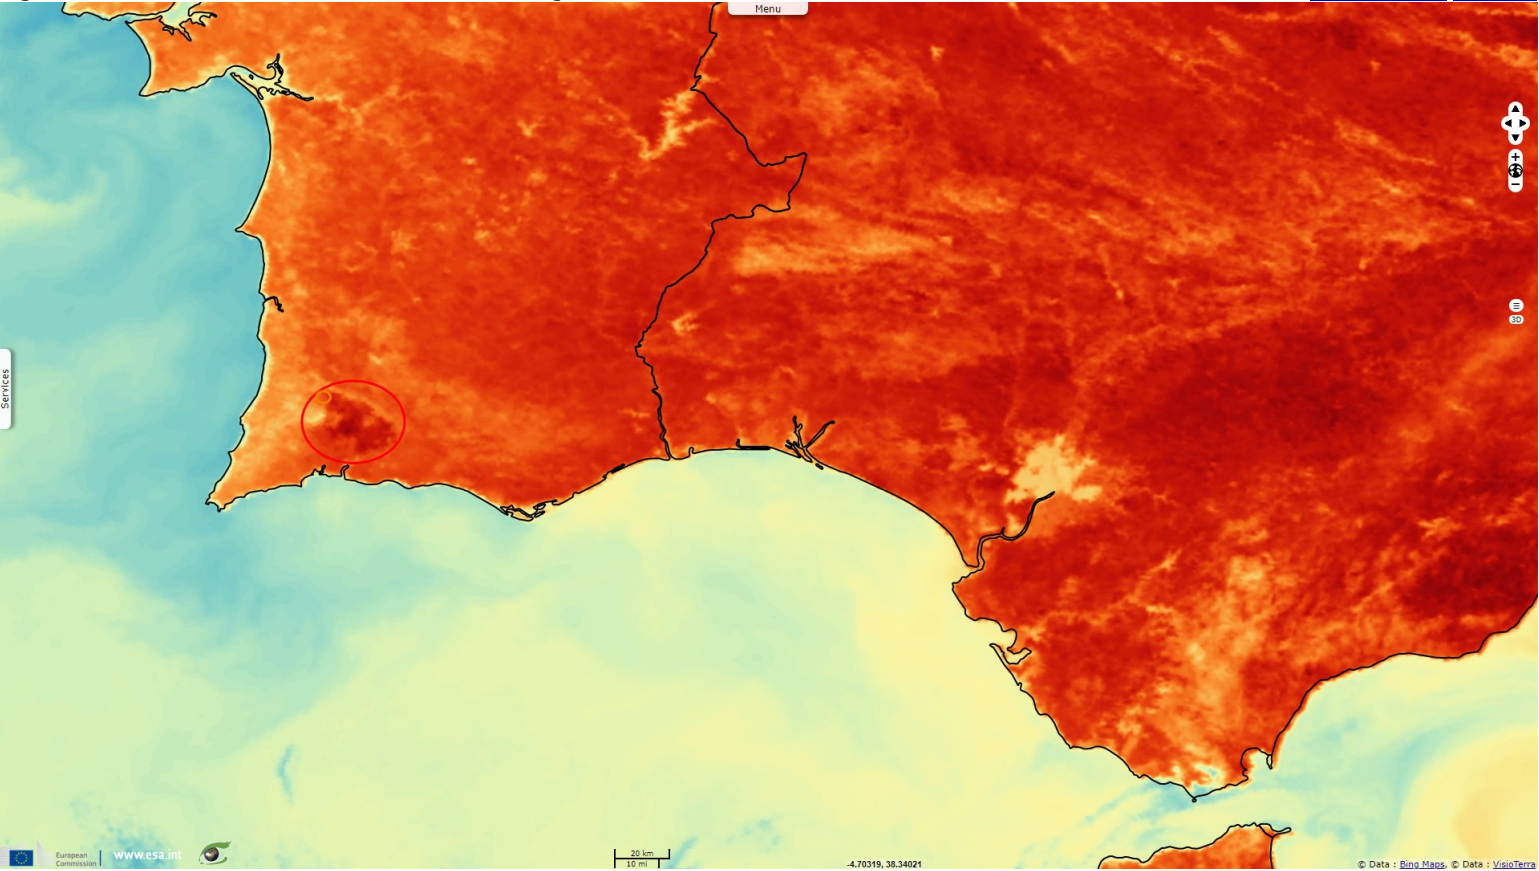 Menu
3D
Services
European
Commission
www.esa.int
20 km
10 mi
-4.70319, 38.34021
© Data : Bing Maps, © Data : VisioTerra